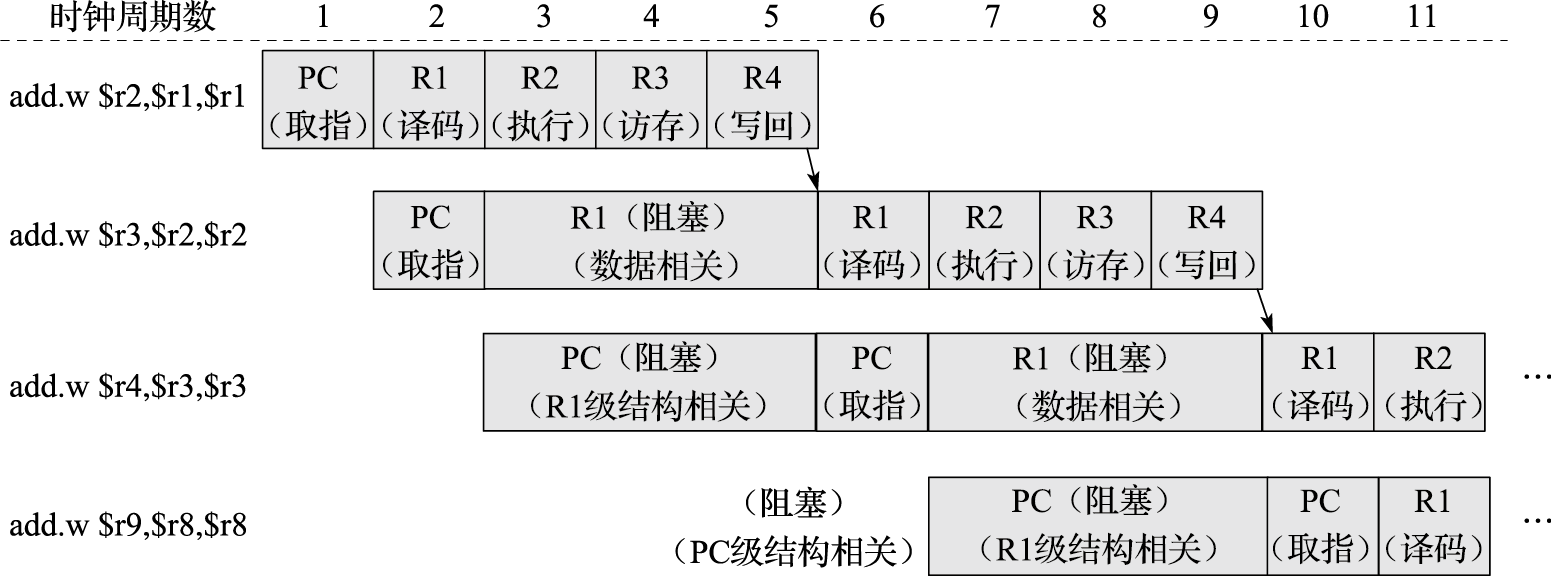 时钟周期数 1 2 3 4 5 6 7 8 9 10 11
add.w $r2,$r1,$r1
PC R1 R2 R3 R4
(取指) (译码) (执行) (访存) (写回)
add.w $r3,$r2,$r2
PC R1（阻塞） R1 R2 R3 R4
(取指) (数据相关) (译码) (执行) (访存) (写回)
add.w $r4,$r3,$r3
PC（阻塞） PC R1（阻塞） R1 R2 …
(R1级结构相关) (取指) (数据相关) (译码) (执行)
add.w $r9,$r8,$r8
（阻塞） PC（阻塞） PC R1 …
(PC级结构相关) (R1级结构相关) (取指) (译码)